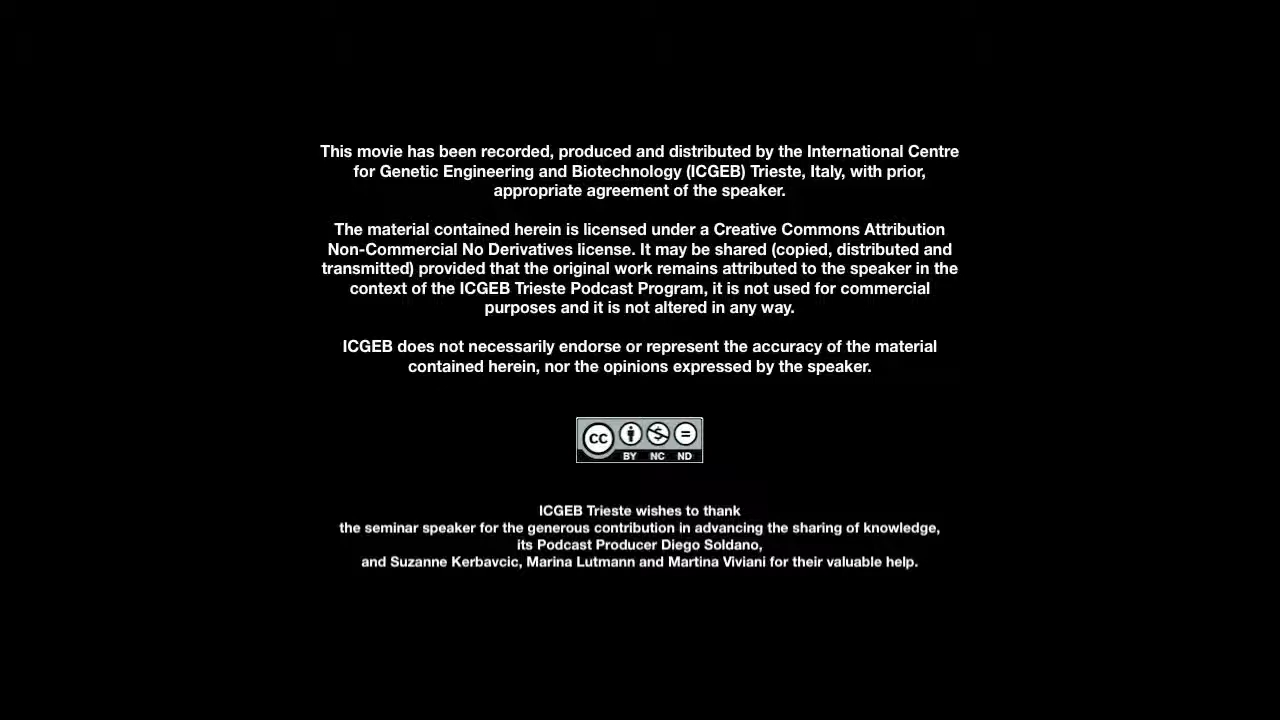 This movie has been recorded, produced and distributed by the International Centre
for Genetic Engineering and Biotechnology (ICGEB) Trieste, Italy, with prior,
appropriate agreement of the speaker.
The material contained herein is licensed under a Creative Commons Attribution
Non-Commercial No Derivatives license. It may be shared (copied, distributed and
transmitted) provided that the original work remains attributed to the speaker in the
context of the ICGEB Trieste Podcast Program, it is not used for commercial
purposes and it is not altered in any way.
ICGEB does not necessarily endorse or represent the accuracy of the material
contained herein, nor the opinions expressed by the speaker.
CC
BY NC ND
ICGEB Trieste wishes to thank
the seminar speaker for the generous contribution in advancing the sharing of knowledge,
its Podcast Producer Diego Soldano,
and Suzanne Kerbavcic, Marina Lutmann and Martina Viviani for their valuable help.